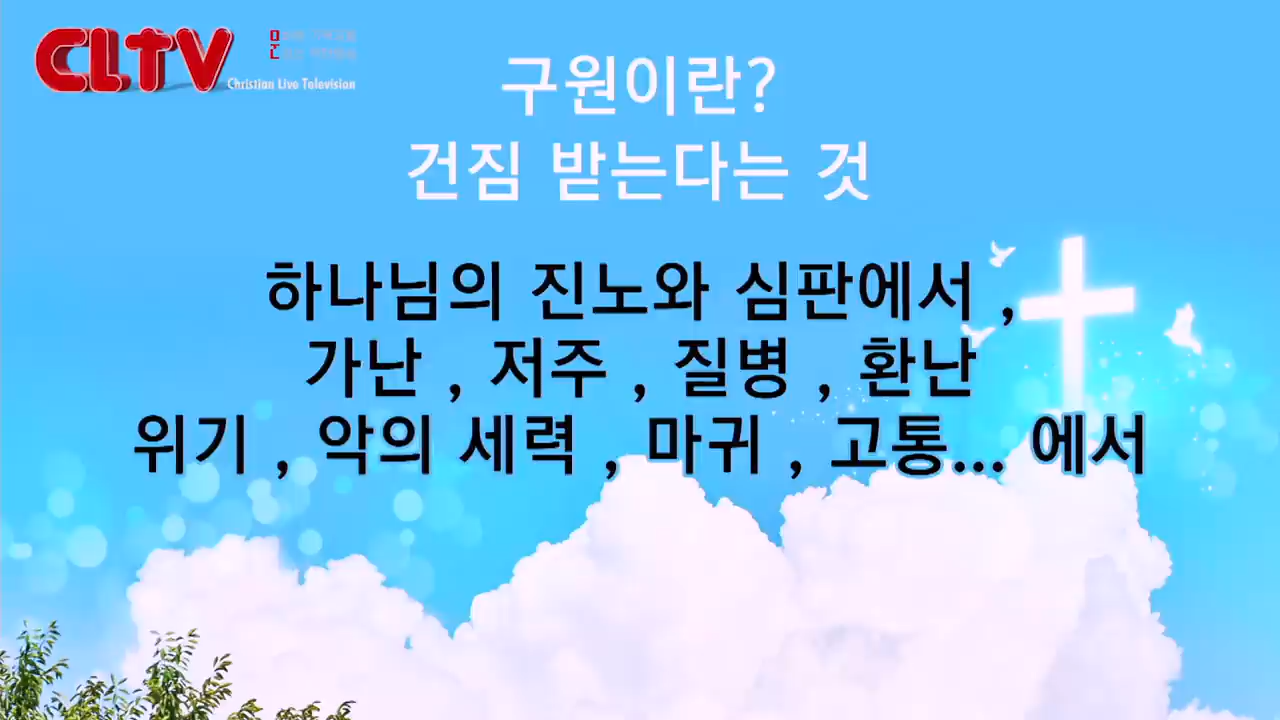 CLTV
Christian Live Television
구원이란?
건짐 받는다는 것
하나님의 진노와 심판에서 ,
가난 , 저주 , 질병 , 환난
위기 , 악의 세력 , 마귀 , 고통... 에서